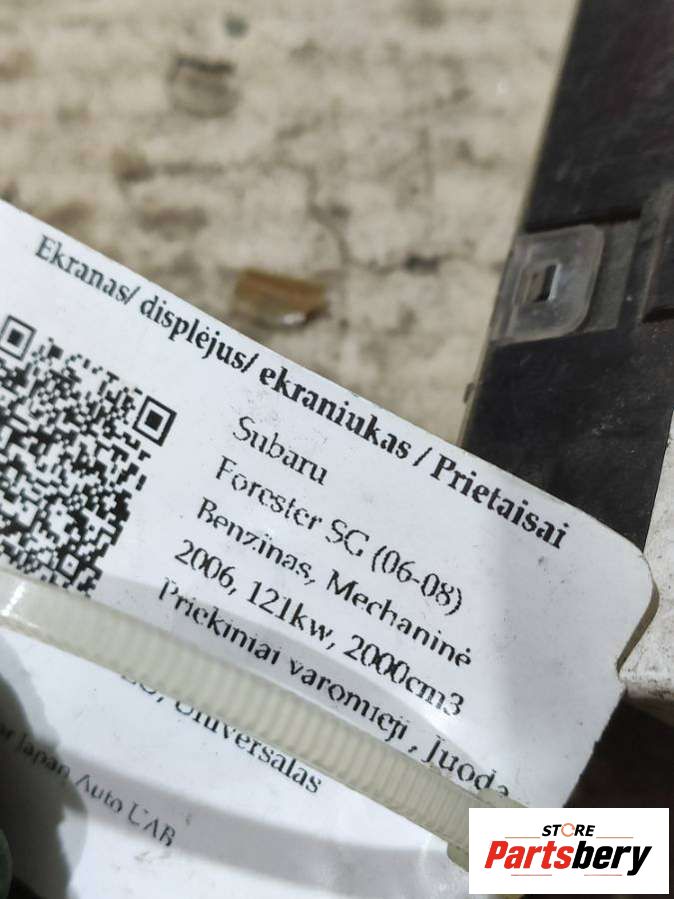 Ekranas/ displėjus/ ekraniukas / Prietaisai
Subaru
Forester SG (06-08)
Benzinas, Mechaninė
2006, 121kw, 2000cm3
Priekiniai varomieji , Juoda
Universalas
Japan Auto UAB
STORE
Partsbery